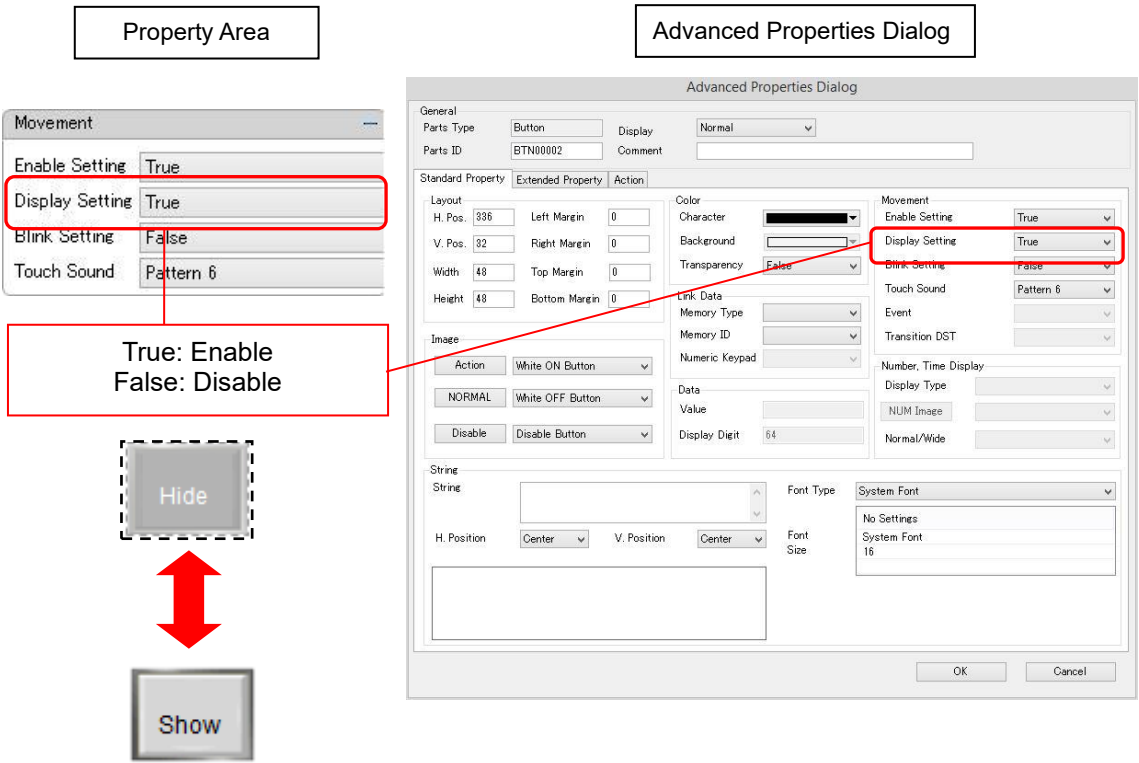 Property Area
Advanced Properties Dialog
Movement
Enable Setting True
Display Setting True
Blink Setting False
Touch Sound Pattern 6
True: Enable
False: Disable
Hide
Show
Advanced Properties Dialog
General
Parts Type Button Display Normal
Parts ID BTN00002 Comment
Standard Property Extended Property Action
Layout
H. Pos. 336 Left Margin 0
V. Pos. 32 Right Margin 0
Width 48 Top Margin 0
Height 48 Bottom Margin 0
Image
Action White ON Button
NORMAL White OFF Button
Disable Disable Button
Color
Character
Background
Transparency False
Link Data
Memory Type
Memory ID
Numeric Keypad
Data
Value
Display Digit 64
Movement
Enable Setting True
Display Setting True
Blink Setting False
Touch Sound Pattern 6
Event
Transition DST
Number, Time Display
Display Type
NUM Image
Normal/Wide
String
String
H. Position Center V. Position Center
Font Type System Font
Font
Size
No Settings
System Font
16
OK Cancel